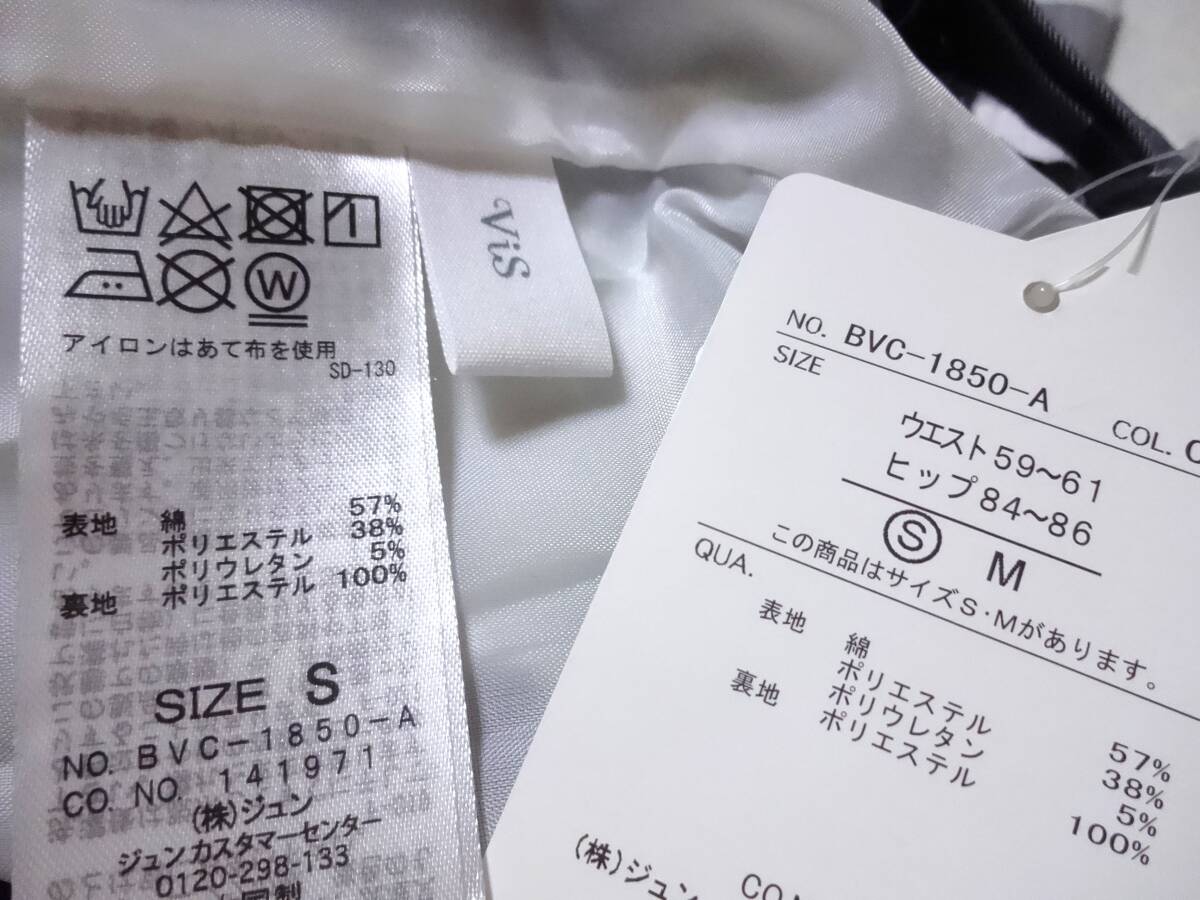 W
アイロンはあて布を使用
SD-130
表地 綿 57%
ポリエステル 38%
ポリウレタン 5%
裏地 ポリエステル 100%
SIZE S
NO. BVC-1850-A
CO. NO. 141971
(株)ジュン
ジュンカスタマーセンター
0120-298-133
ViS
NO. BVC-1850-A COL.
SIZE
ウエスト59~61
ヒップ84~86
Ⓢ M
この商品はサイズS・Mがあります。
QUA.
表地 綿 57%
ポリエステル 38%
ポリウレタン 5%
裏地 ポリエステル 100%
(株)ジュン